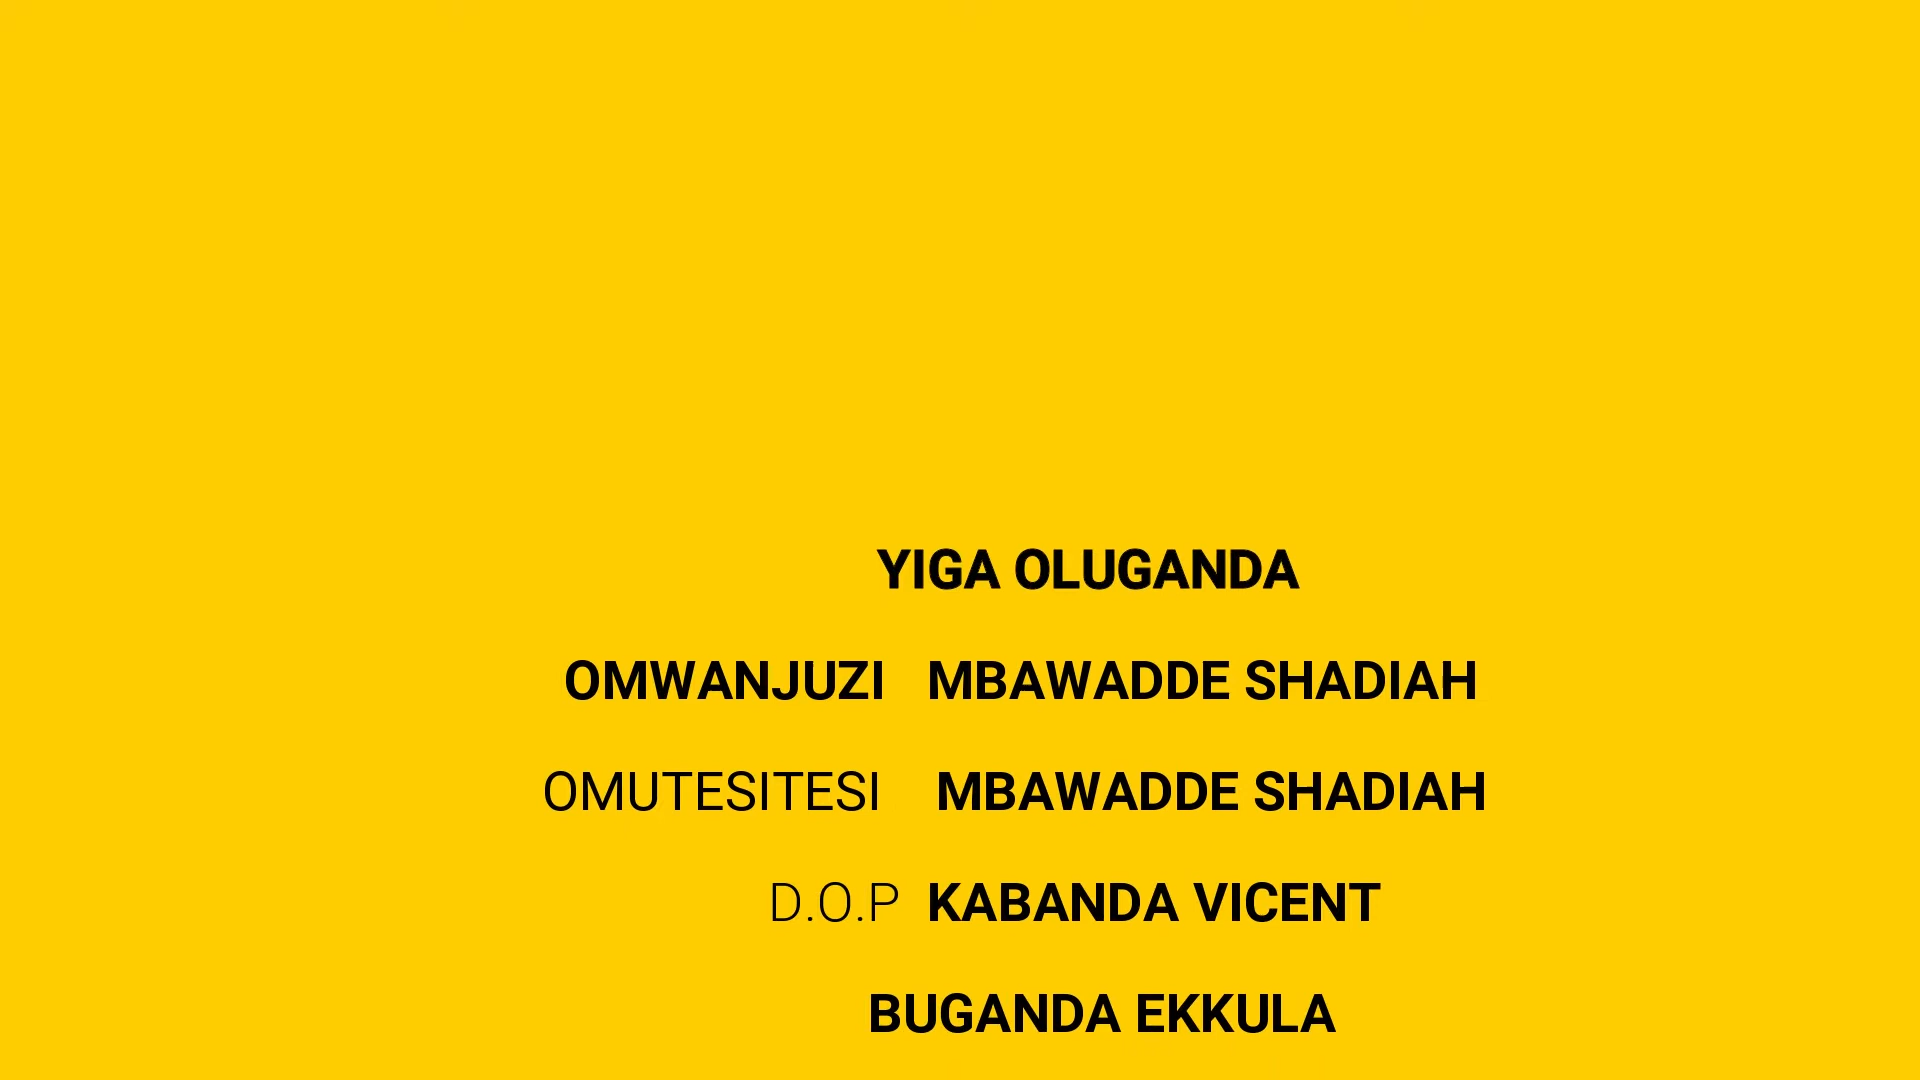 YIGA OLUGANDA
OMWANJUZI MBAWADDE SHADIAH
OMUTESITESI MBAWADDE SHADIAH
D.O.P KABANDA VICENT
BUGANDA EKKULA